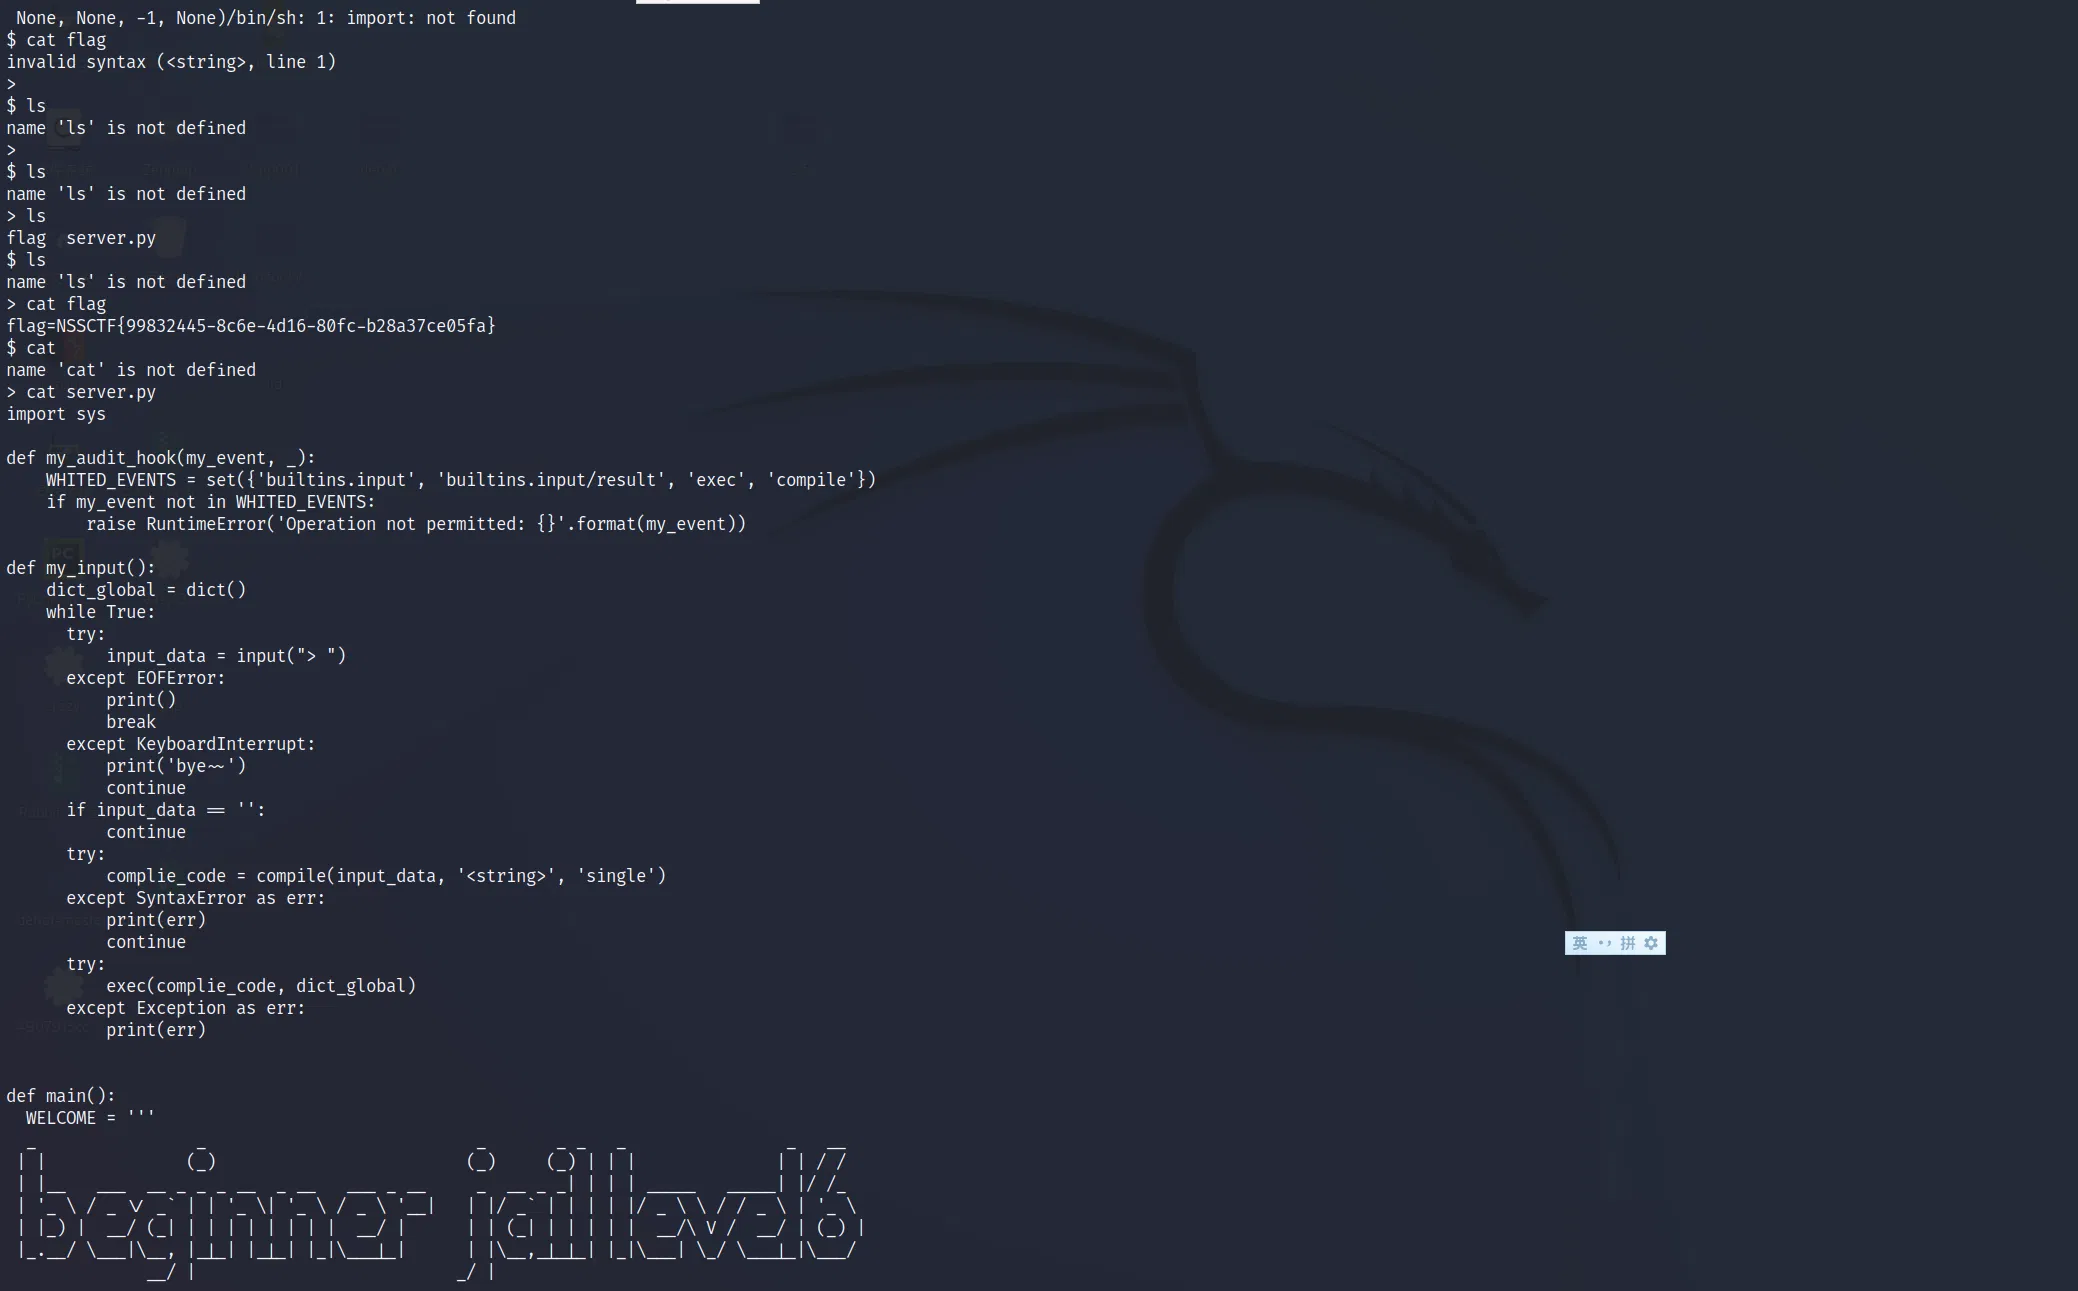 None, None, -1, None)/bin/sh: 1: import: not found
$ cat flag
invalid syntax (<string>, line 1)
>
$ ls
name 'ls' is not defined
>
$ ls
name 'ls' is not defined
> ls
flag  server.py
$ ls
name 'ls' is not defined
> cat flag
flag=NSSCTF{99832445-8c6e-4d16-80fc-b28a37ce05fa}
$ cat
name 'cat' is not defined
> cat server.py
import sys

def my_audit_hook(my_event, _):
    WHITED_EVENTS = set({'builtins.input', 'builtins.input/result', 'exec', 'compile'})
    if my_event not in WHITED_EVENTS:
        raise RuntimeError('Operation not permitted: {}'.format(my_event))

def my_input():
    dict_global = dict()
    while True:
      try:
          input_data = input("> ")
      except EOFError:
          print()
          break
      except KeyboardInterrupt:
          print('bye~~')
          continue
      if input_data == '':
          continue
      try:
          complie_code = compile(input_data, '<string>', 'single')
      except SyntaxError as err:
          print(err)
          continue
      try:
          exec(complie_code, dict_global)
      except Exception as err:
          print(err)

def main():
  WELCOME = '''
beginner jail level6
英 •, 拼